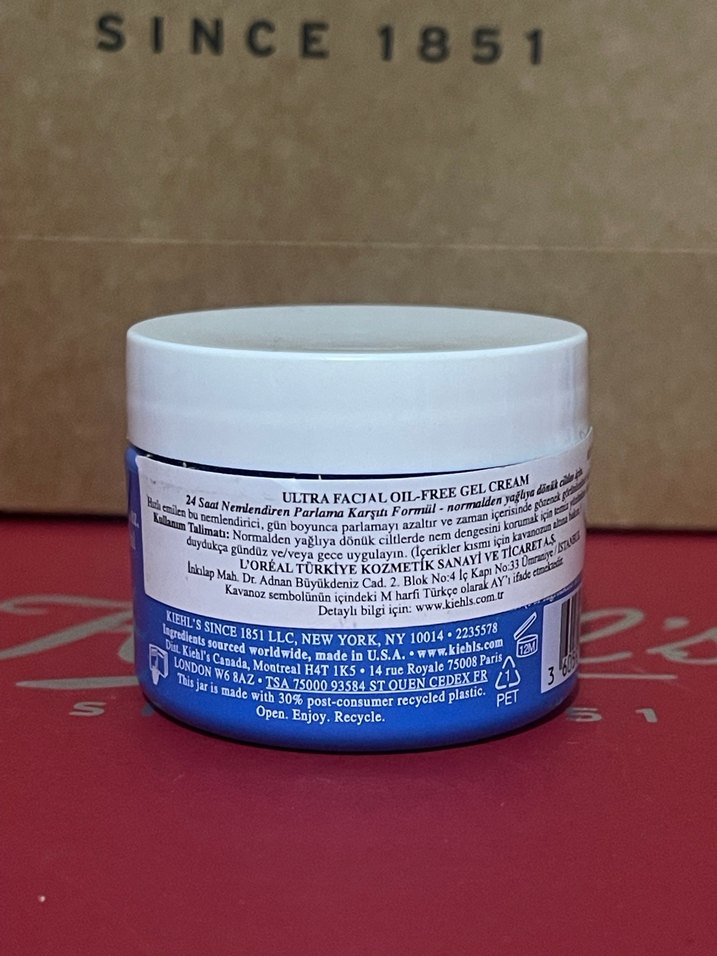 SINCE 1851
ULTRA FACIAL OIL-FREE GEL CREAM
24 Saat Nemlendiren Parlama Karşıtı Formül - normalden yağlıya dönük ciltler için.
Hızlı emilen bu nemlendirici, gün boyunca parlamayı azaltır ve zaman içerisinde gözenek
Kullanım Talimatı: Normalden yağlıya dönük ciltlerde nem dengesini korumak için temiz
duydukça gündüz ve/veya gece uygulayın. (İçerikler kısmı için kavanozun altına
L'ORÉAL TÜRKİYE KOZMETİK SANAYİ VE TİCARET A.Ş.
İnkılap Mah. Dr. Adnan Büyükdeniz Cad. 2. Blok No:4 İç Kapı No:33 Ümraniye / İSTANBUL
Kavanoz sembolünün içindeki M harfi Türkçe olarak AY'ı ifade etmektedir.
Detaylı bilgi için: www.kiehls.com.tr
KIEHL'S SINCE 1851 LLC, NEW YORK, NY 10014 • 2235578
Ingredients sourced worldwide, made in U.S.A. • www.kiehls.com
Dist. Kiehl's Canada, Montreal H4T 1K5 • 14 rue Royale 75008 Paris
LONDON W6 8AZ • TSA 75000 93584 ST OUEN CEDEX FR
This jar is made with 30% post-consumer recycled plastic.
Open. Enjoy. Recycle.
12M
1
PET